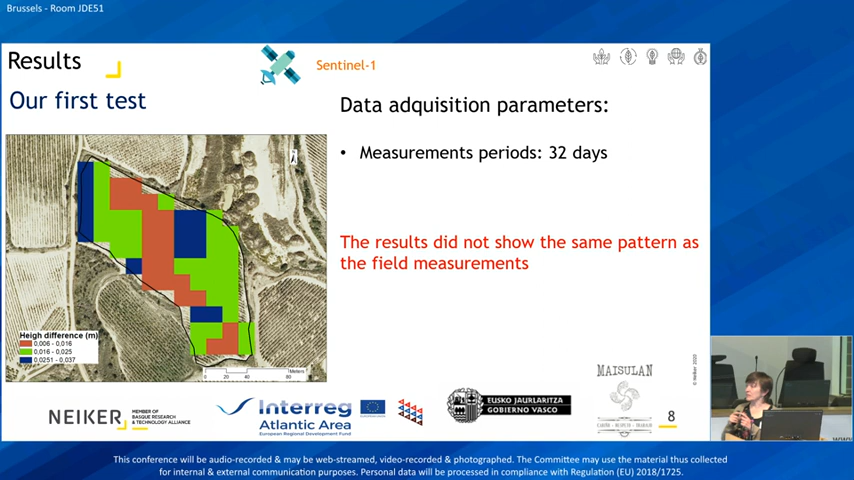 Brussels - Room JDE51
Results
Sentinel-1
Our first test
Data adquisition parameters:
• Measurements periods: 32 days
The results did not show the same pattern as
the field measurements
Heigh difference (m)
0,006 - 0,016
0,016 - 0,025
0,0251 - 0,037
Meters
0 20 40 80
© Neiker 2020
NEIKER
MEMBER OF
BASQUE RESEARCH
& TECHNOLOGY ALLIANCE
Interreg
Atlantic Area
European Regional Development Fund
EUSKO JAURLARITZA
GOBIERNO VASCO
MAISULAN
8
This conference will be audio-recorded & may be web-streamed, video-recorded & photographed. The Committee may use the material thus collected
for internal & external communication purposes. Personal data will be processed in compliance with Regulation (EU) 2018/1725.